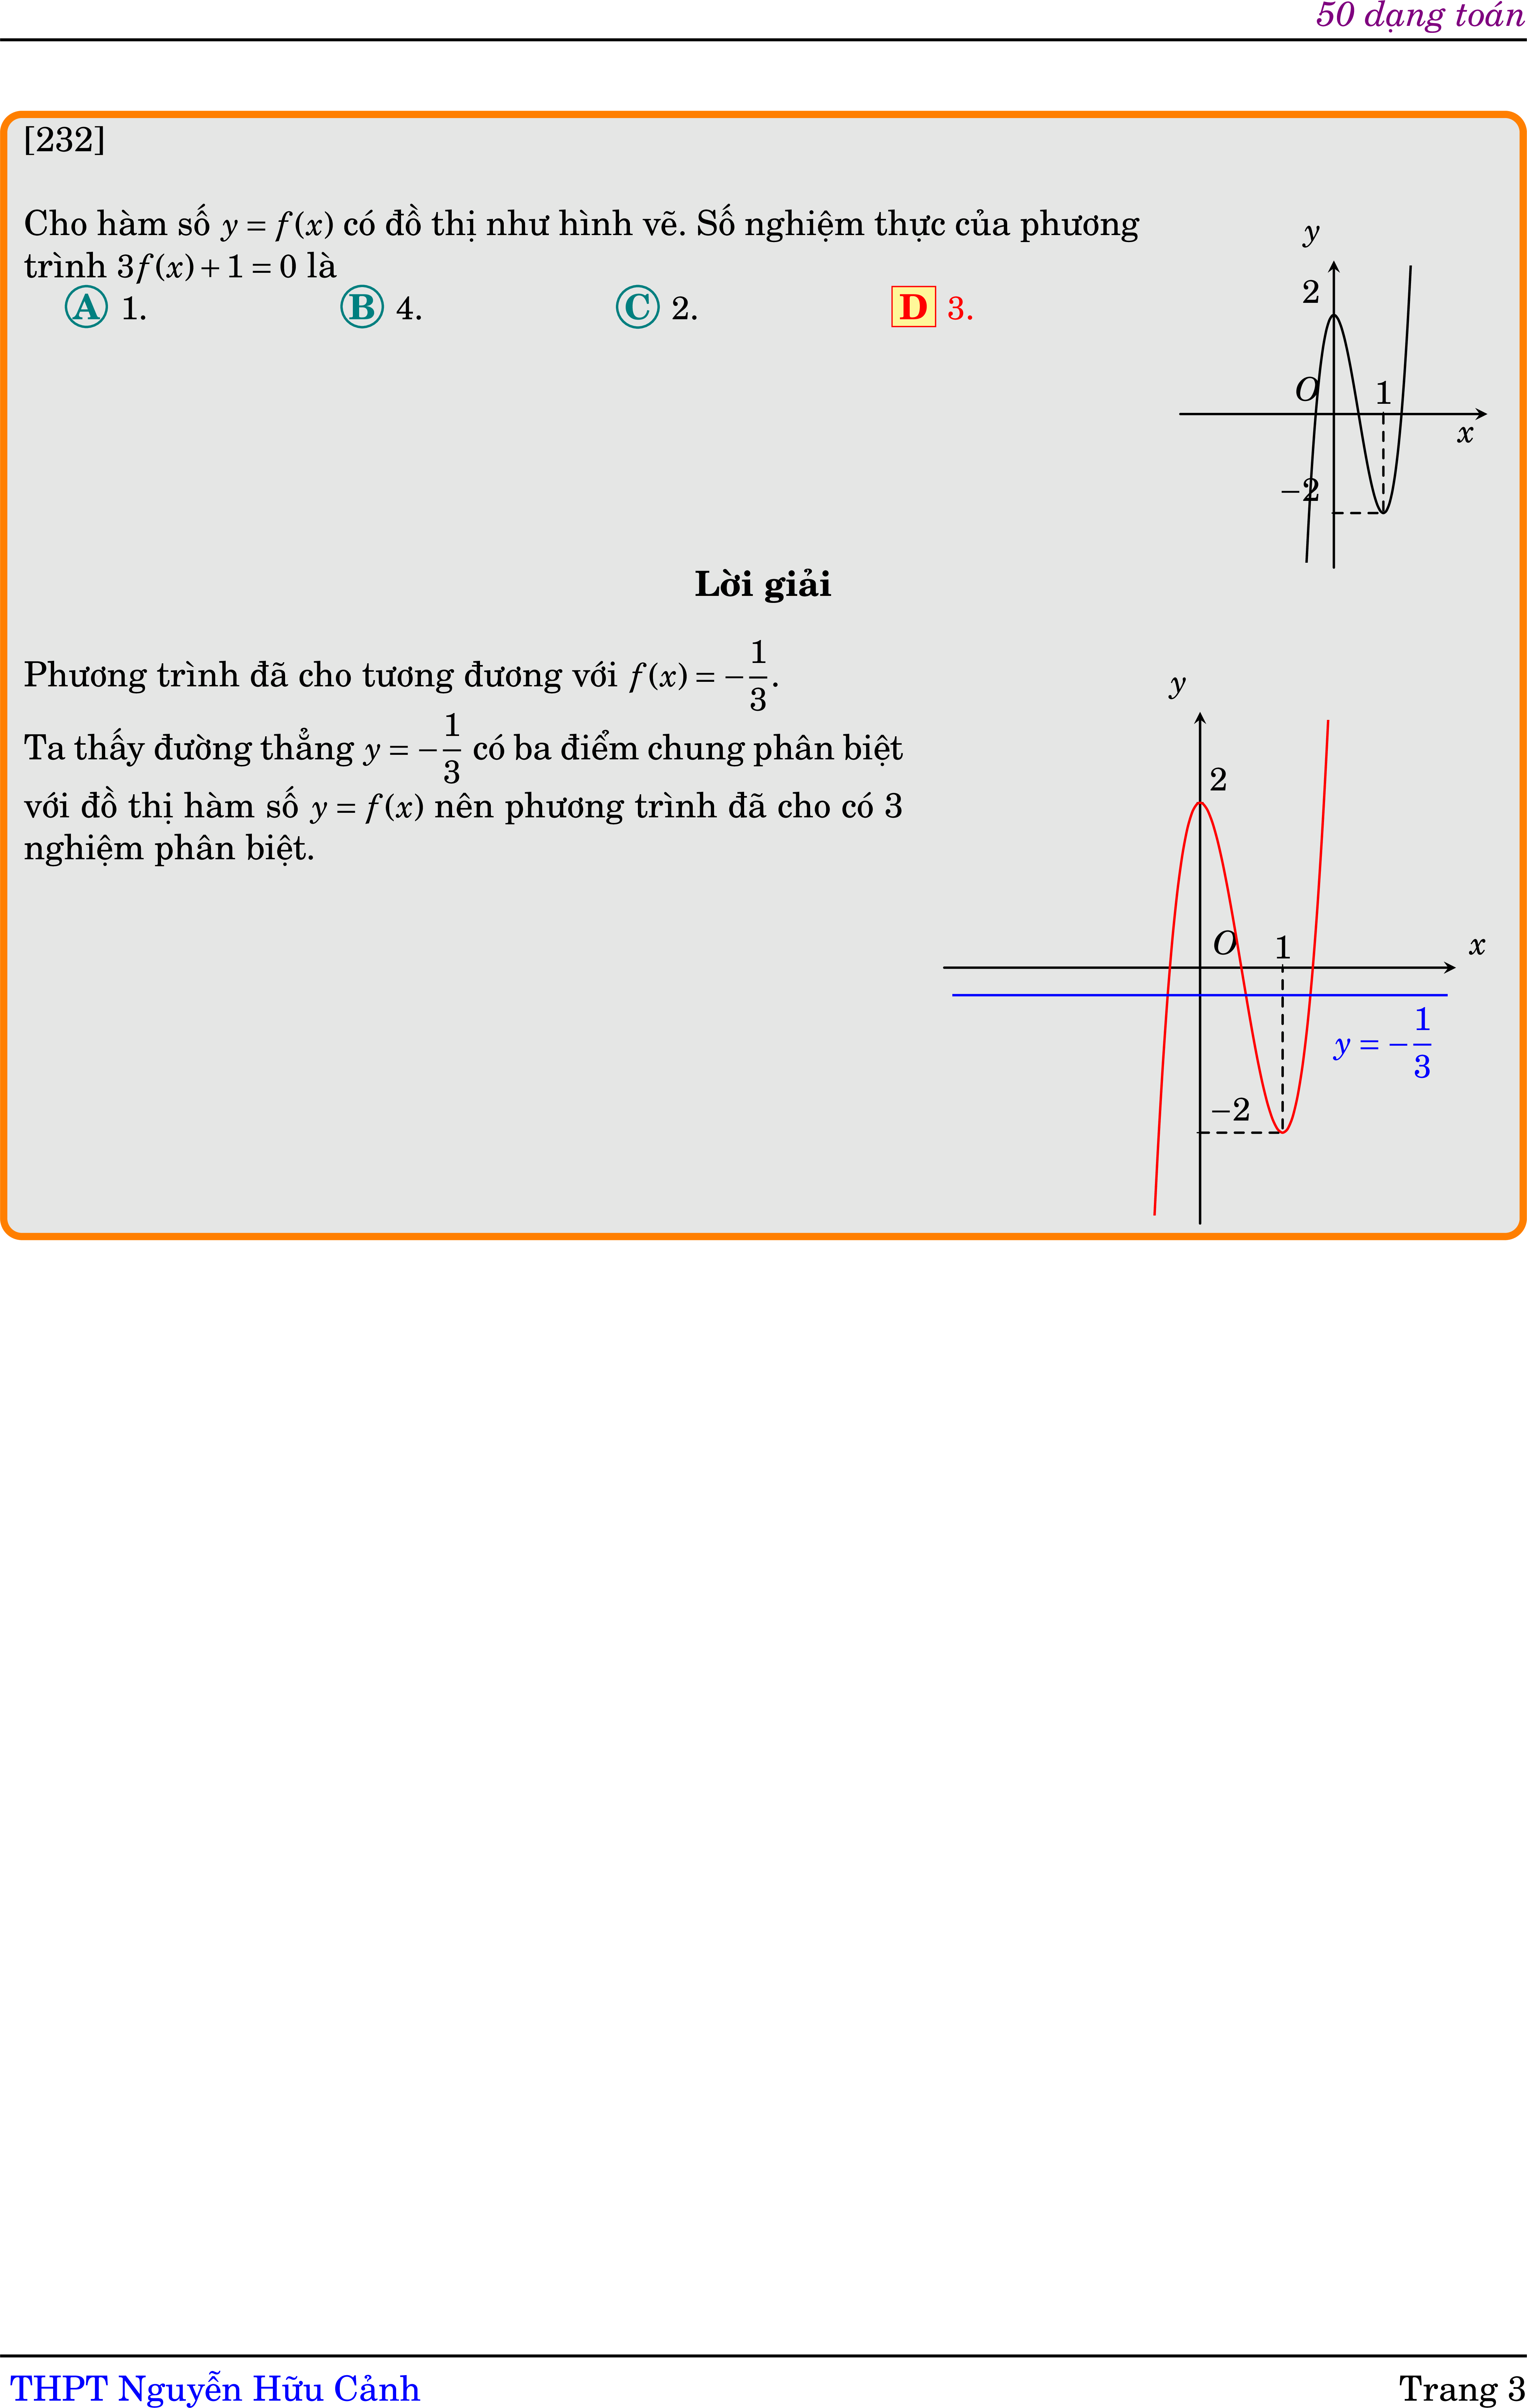 50 dạng toán
[232]
Cho hàm số y = f(x) có đồ thị như hình vẽ. Số nghiệm thực của phương
trình 3f(x) + 1 = 0 là
A 1. B 4. C 2. D 3.
y
2
O
1
x
−2
Lời giải
Phương trình đã cho tương đương với f(x) = −1/3.
Ta thấy đường thẳng y = −1/3 có ba điểm chung phân biệt
với đồ thị hàm số y = f(x) nên phương trình đã cho có 3
nghiệm phân biệt.
y
2
O
1
x
y = −1/3
−2
THPT Nguyễn Hữu Cảnh
Trang 3